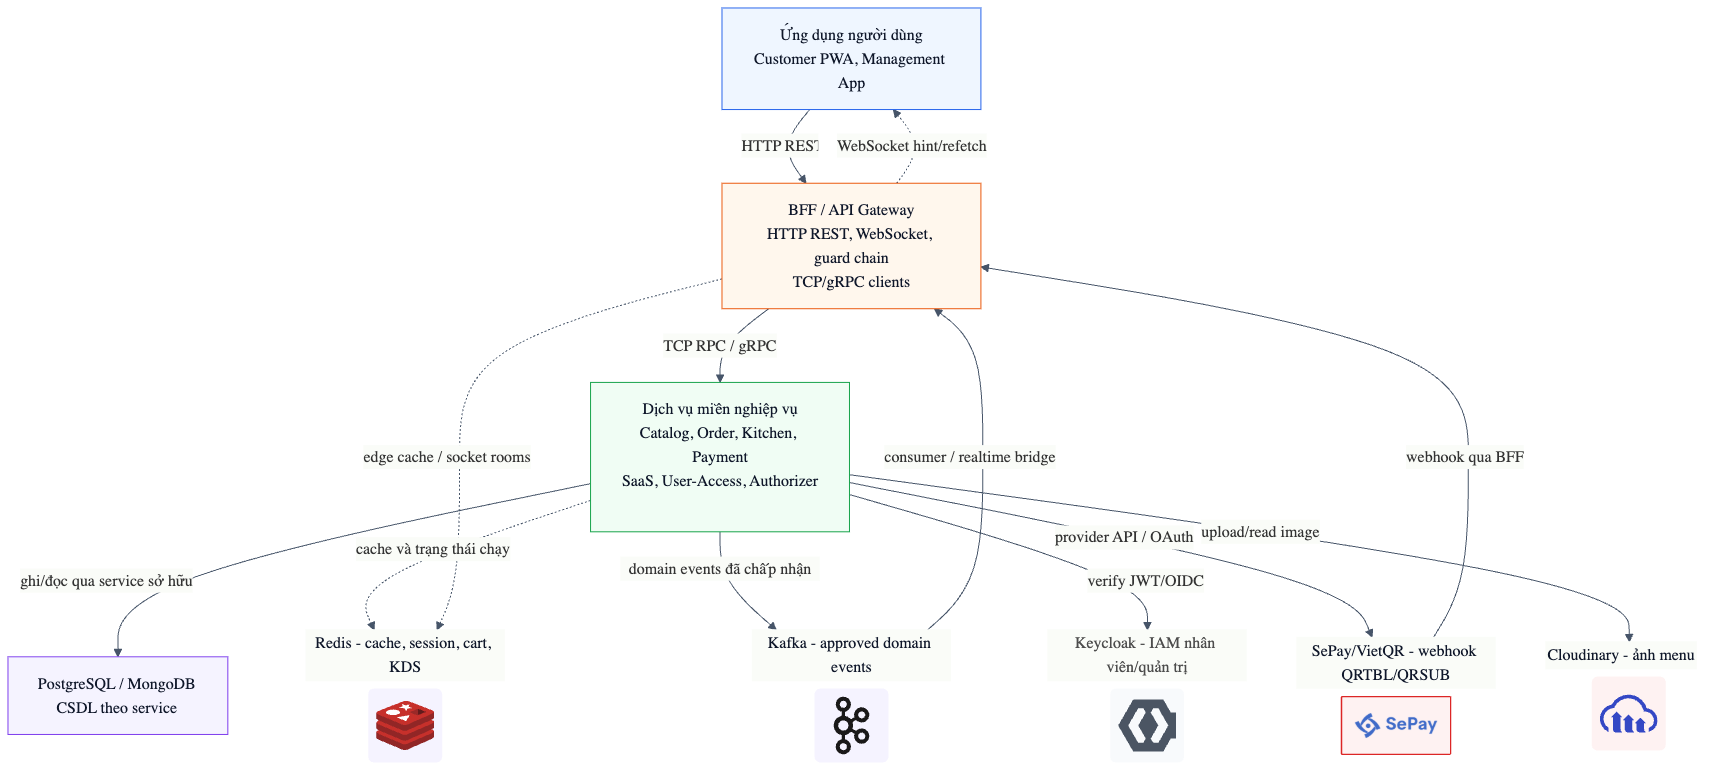 Ứng dụng người dùng
Customer PWA, Management
App
HTTP REST
WebSocket hint/refetch
BFF / API Gateway
HTTP REST, WebSocket,
guard chain
TCP/gRPC clients
TCP RPC / gRPC
Dịch vụ miền nghiệp vụ
Catalog, Order, Kitchen,
Payment
SaaS, User-Access, Authorizer
edge cache / socket rooms
consumer / realtime bridge
webhook qua BFF
cache và trạng thái chạy
provider API / OAuth
upload/read image
ghi/đọc qua service sở hữu
domain events đã chấp nhận
verify JWT/OIDC
PostgreSQL / MongoDB
CSDL theo service
Redis - cache, session, cart,
KDS
Kafka - approved domain
events
Keycloak - IAM nhân
viên/quản trị
SePay/VietQR - webhook
QRTBL/QRSUB
SePay
Cloudinary - ảnh menu